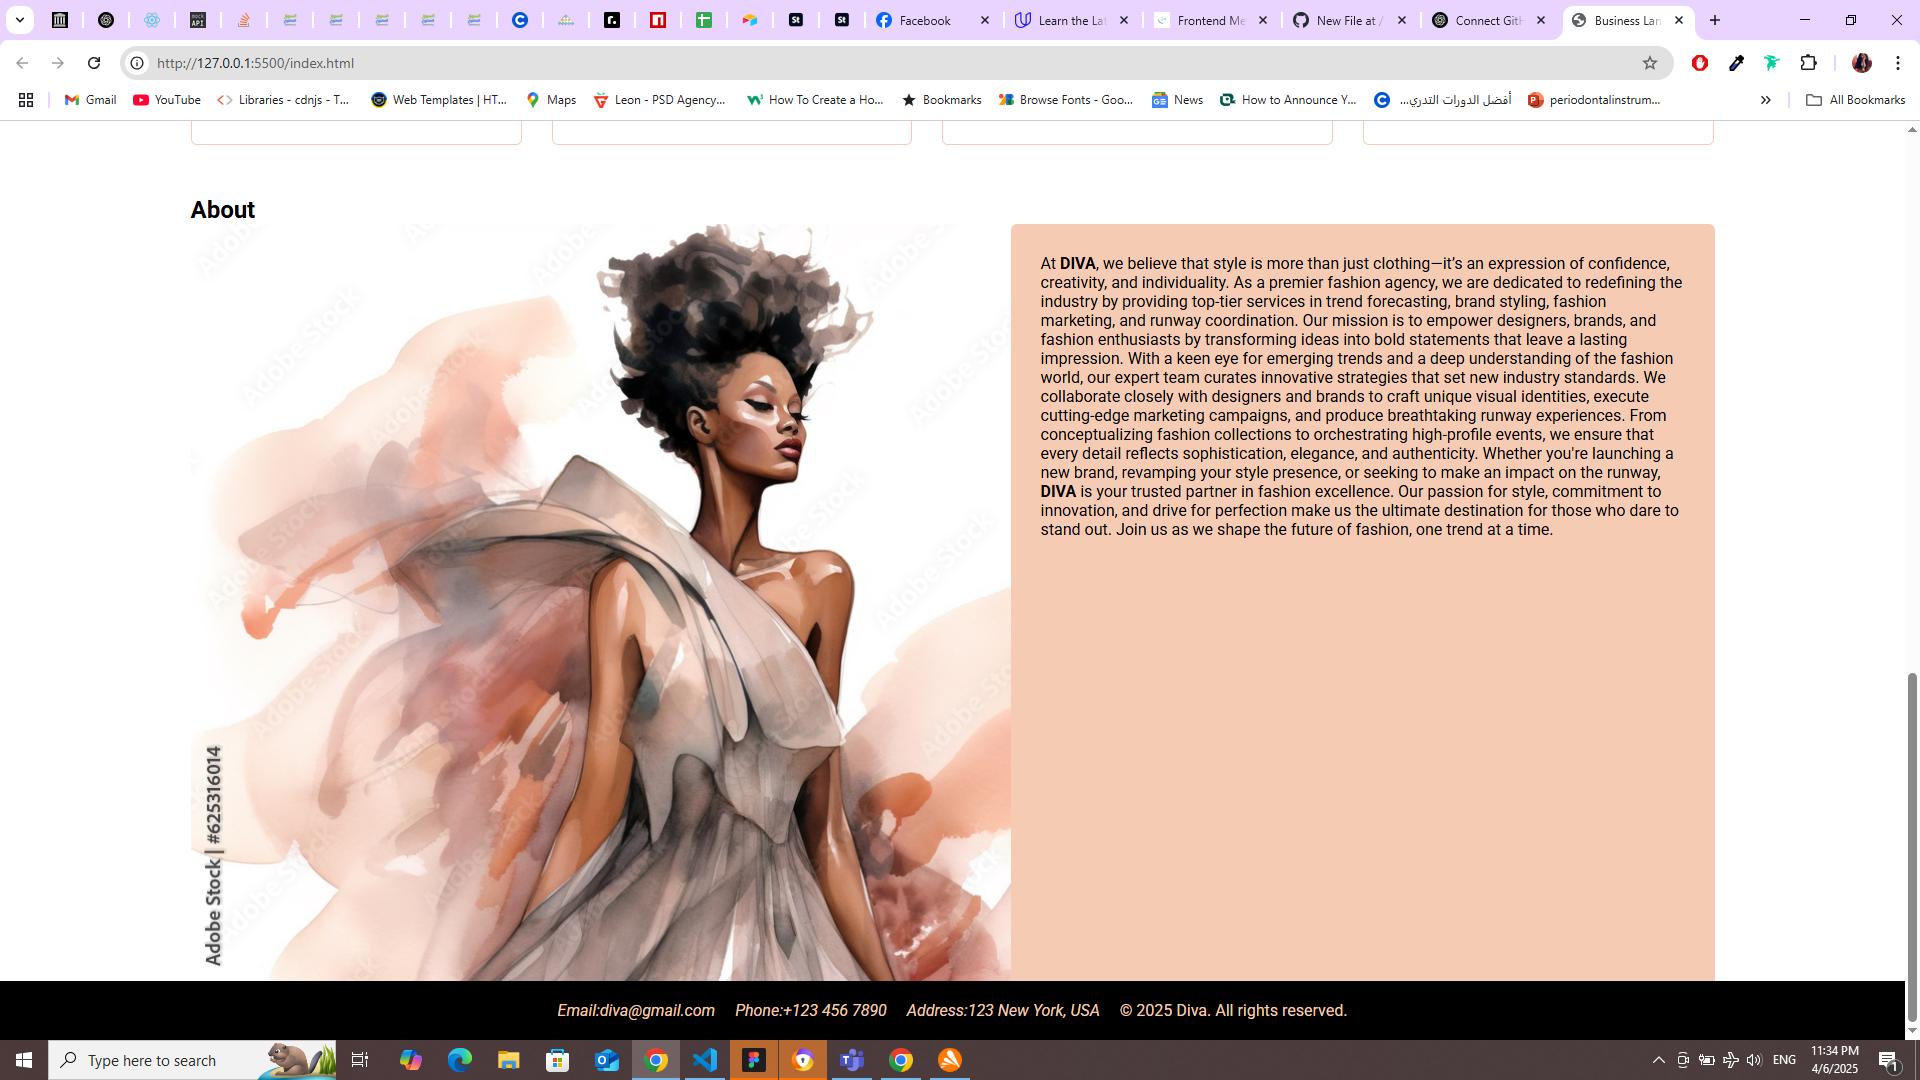 Facebook
Learn the Lat
Frontend Me
New File at /
Connect GitH
Business Lan
http://127.0.0.1:5500/index.html
Gmail
YouTube
Libraries - cdnjs - T...
Web Templates | HT...
Maps
Leon - PSD Agency...
How To Create a Ho...
Bookmarks
Browse Fonts - Goo...
News
How to Announce Y...
أفضل الدورات التدري...
periodontalinstrum...
All Bookmarks
About
At DIVA, we believe that style is more than just clothing—it’s an expression of confidence,
creativity, and individuality. As a premier fashion agency, we are dedicated to redefining the
industry by providing top-tier services in trend forecasting, brand styling, fashion
marketing, and runway coordination. Our mission is to empower designers, brands, and
fashion enthusiasts by transforming ideas into bold statements that leave a lasting
impression. With a keen eye for emerging trends and a deep understanding of the fashion
world, our expert team curates innovative strategies that set new industry standards. We
collaborate closely with designers and brands to craft unique visual identities, execute
cutting-edge marketing campaigns, and produce breathtaking runway experiences. From
conceptualizing fashion collections to orchestrating high-profile events, we ensure that
every detail reflects sophistication, elegance, and authenticity. Whether you're launching a
new brand, revamping your style presence, or seeking to make an impact on the runway,
DIVA is your trusted partner in fashion excellence. Our passion for style, commitment to
innovation, and drive for perfection make us the ultimate destination for those who dare to
stand out. Join us as we shape the future of fashion, one trend at a time.
Adobe Stock | #625316014
Email:diva@gmail.com Phone:+123 456 7890 Address:123 New York, USA © 2025 Diva. All rights reserved.
Type here to search
ENG
11:34 PM
4/6/2025
1